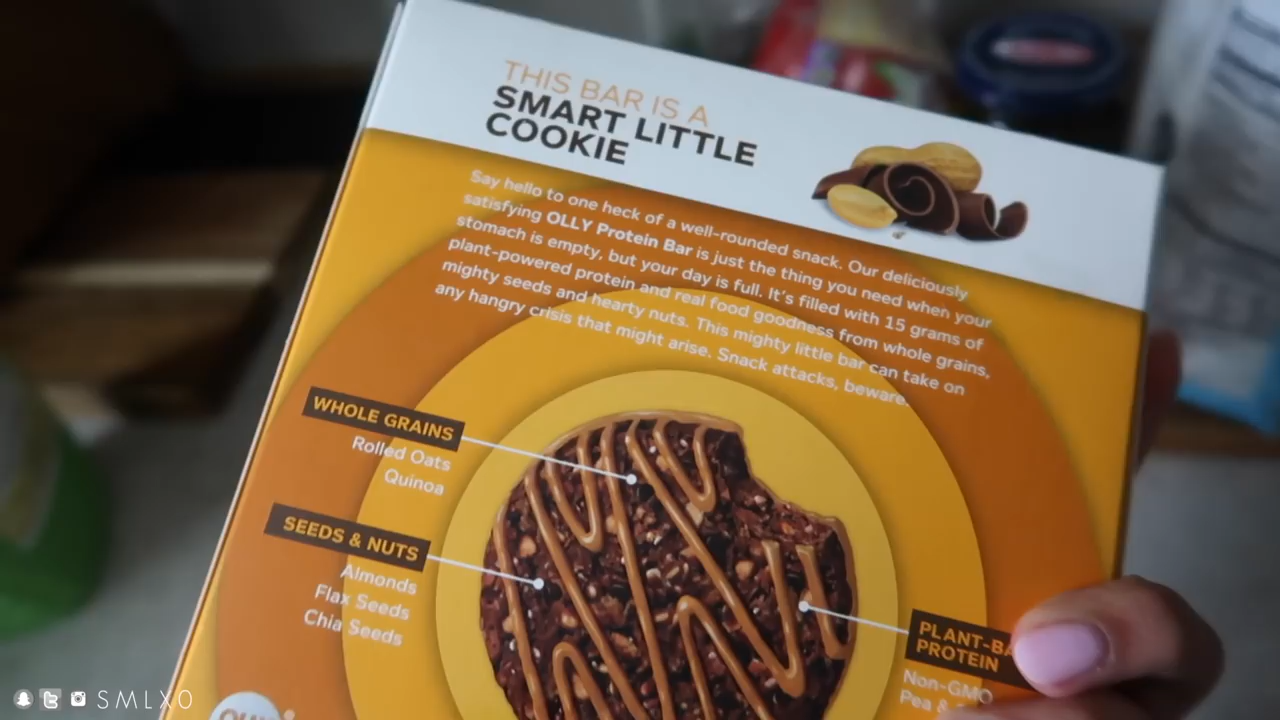 THIS BAR IS A
SMART LITTLE
COOKIE
Say hello to one heck of a well-rounded snack. Our deliciously
satisfying OLLY Protein Bar is just the thing you need when your
stomach is empty, but your day is full. It's filled with 15 grams of
plant-powered protein and real food goodness from whole grains,
mighty seeds and hearty nuts. This mighty little bar can take on
any hangry crisis that might arise. Snack attacks, beware.
WHOLE GRAINS
Rolled Oats
Quinoa
SEEDS & NUTS
Almonds
Flax Seeds
Chia Seeds
PLANT-BA
PROTEIN
Non-GMO
Pea &
SMLXO